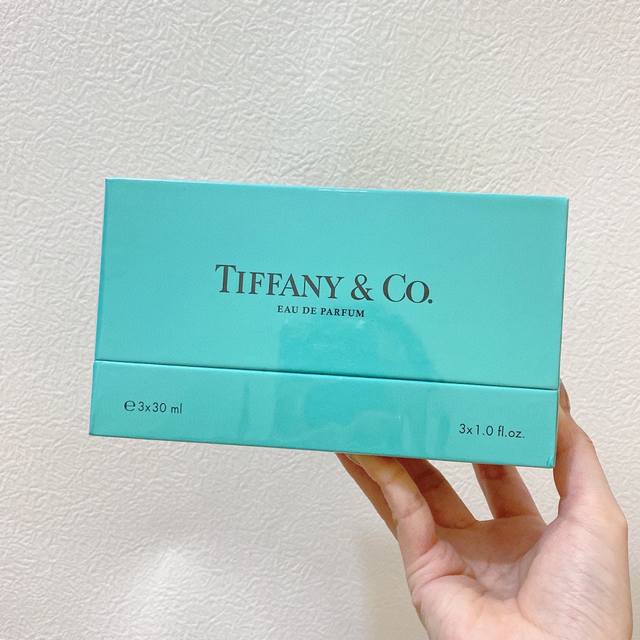 TIFFANY & CO.
EAU DE PARFUM
℮3x30 ml
3x1.0 fl.oz.